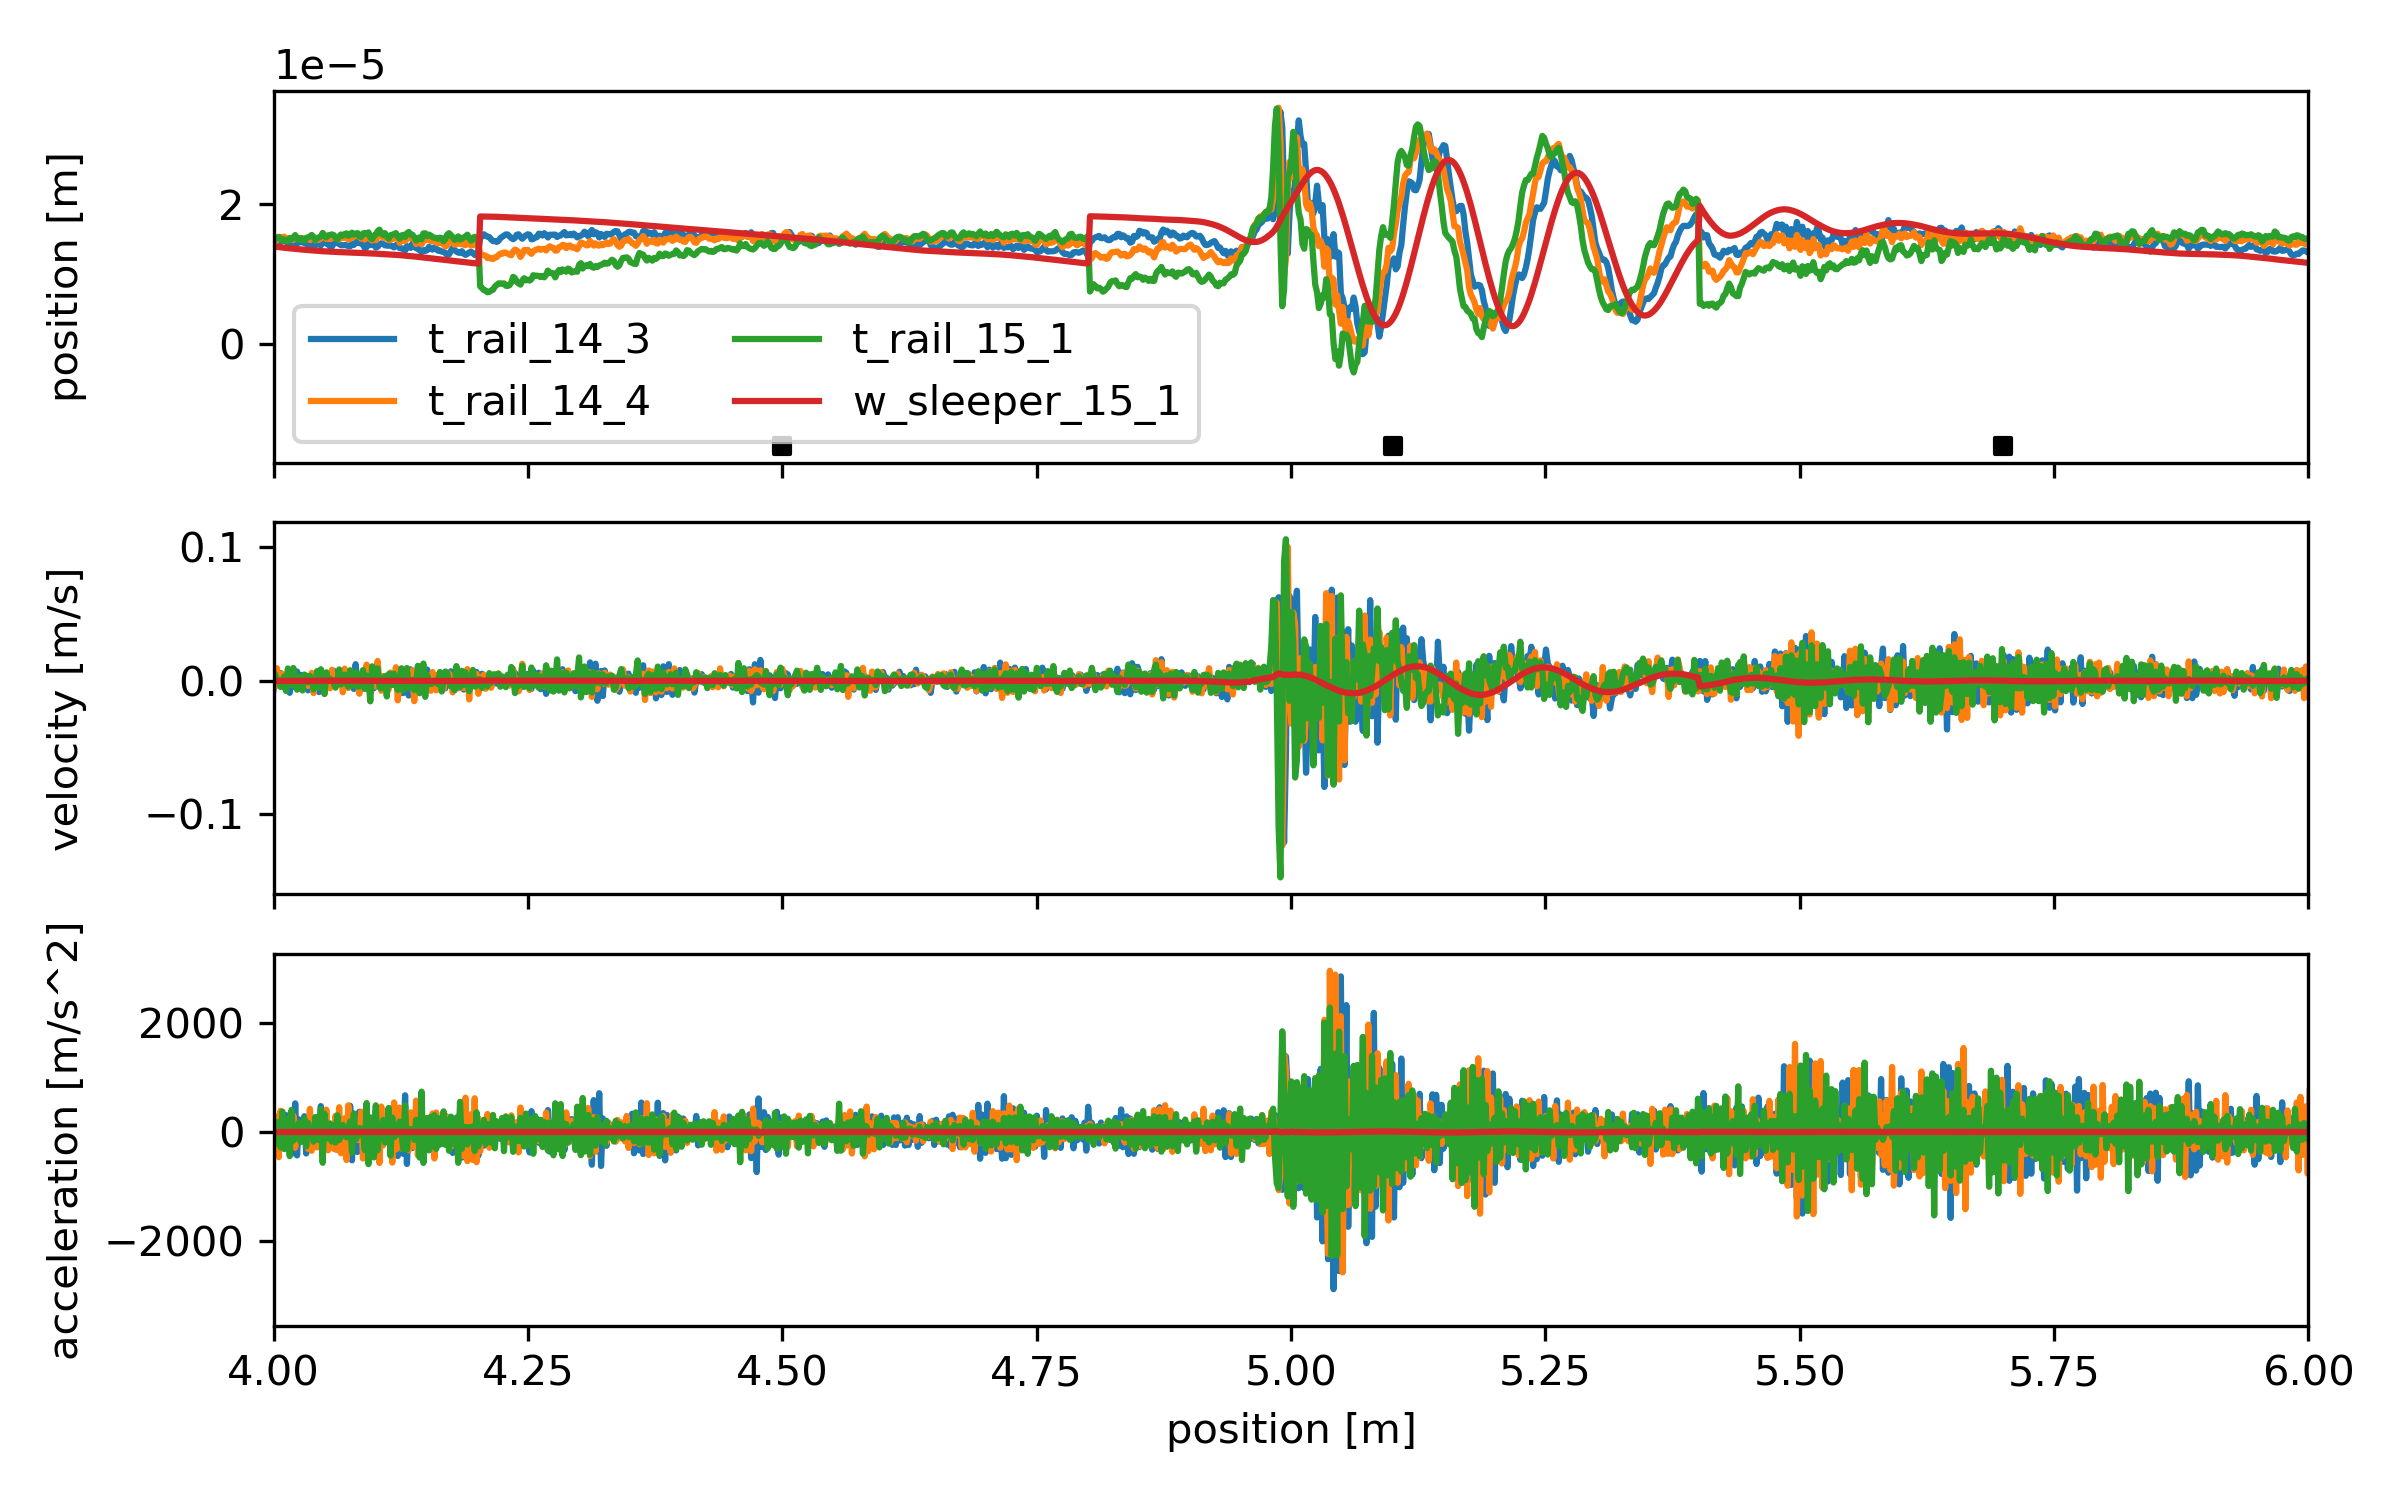 1e−5
position [m]
2
0
t_rail_14_3
t_rail_14_4
t_rail_15_1
w_sleeper_15_1
velocity [m/s]
0.1
0.0
−0.1
acceleration [m/s^2]
2000
0
−2000
4.00 4.25 4.50 4.75 5.00 5.25 5.50 5.75 6.00
position [m]